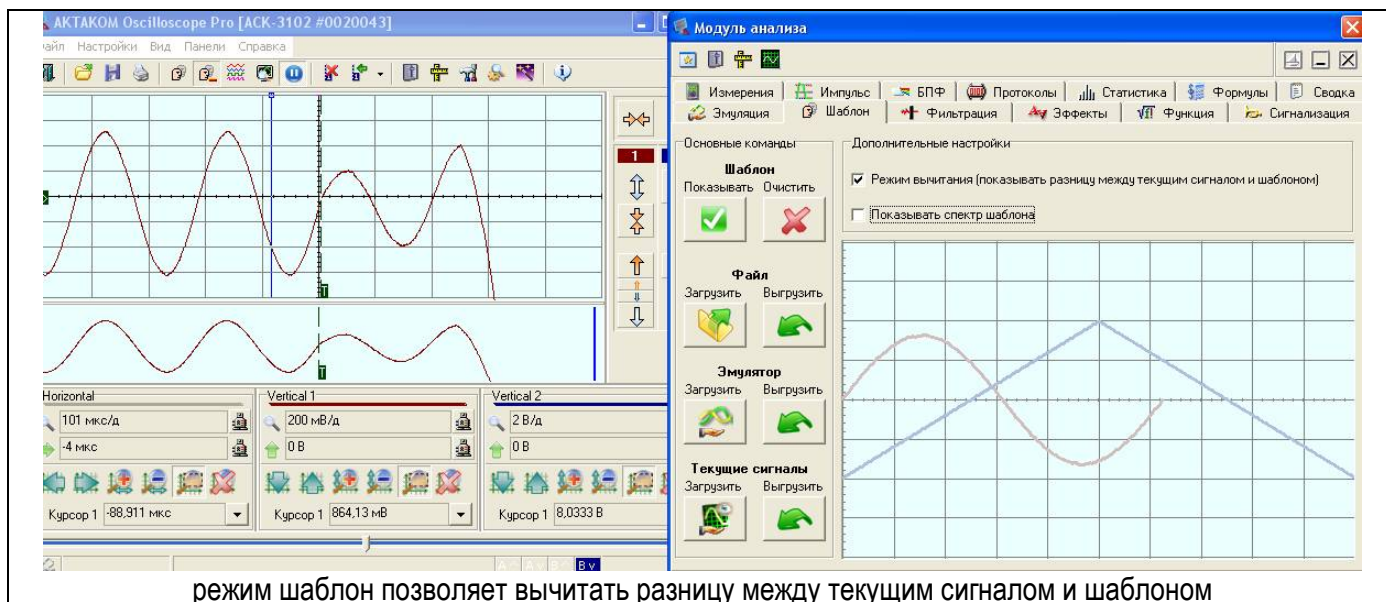 AKTAKOM Oscilloscope Pro [ACK-3102 #0020043]
Настройки Вид Панели Справка
1
T
T
Horizontal
101 мкс/д
-4 мкс
Курсор 1 -88,911 мкс
Vertical 1
200 мВ/д
0 В
Курсор 1 864,13 мВ
Vertical 2
2 В/д
0 В
Курсор 1 8,0333 В
B v
Модуль анализа
Измерения Импульс БПФ Протоколы Статистика Формулы Сводка
Эмуляция Шаблон Фильтрация Эффекты Функция Сигнализация
Основные команды
Шаблон
Показывать Очистить
Файл
Загрузить Выгрузить
Эмулятор
Загрузить Выгрузить
Текущие сигналы
Загрузить Выгрузить
Дополнительные настройки
Режим вычитания (показывать разницу между текущим сигналом и шаблоном)
Показывать спектр шаблона
режим шаблон позволяет вычитать разницу между текущим сигналом и шаблоном